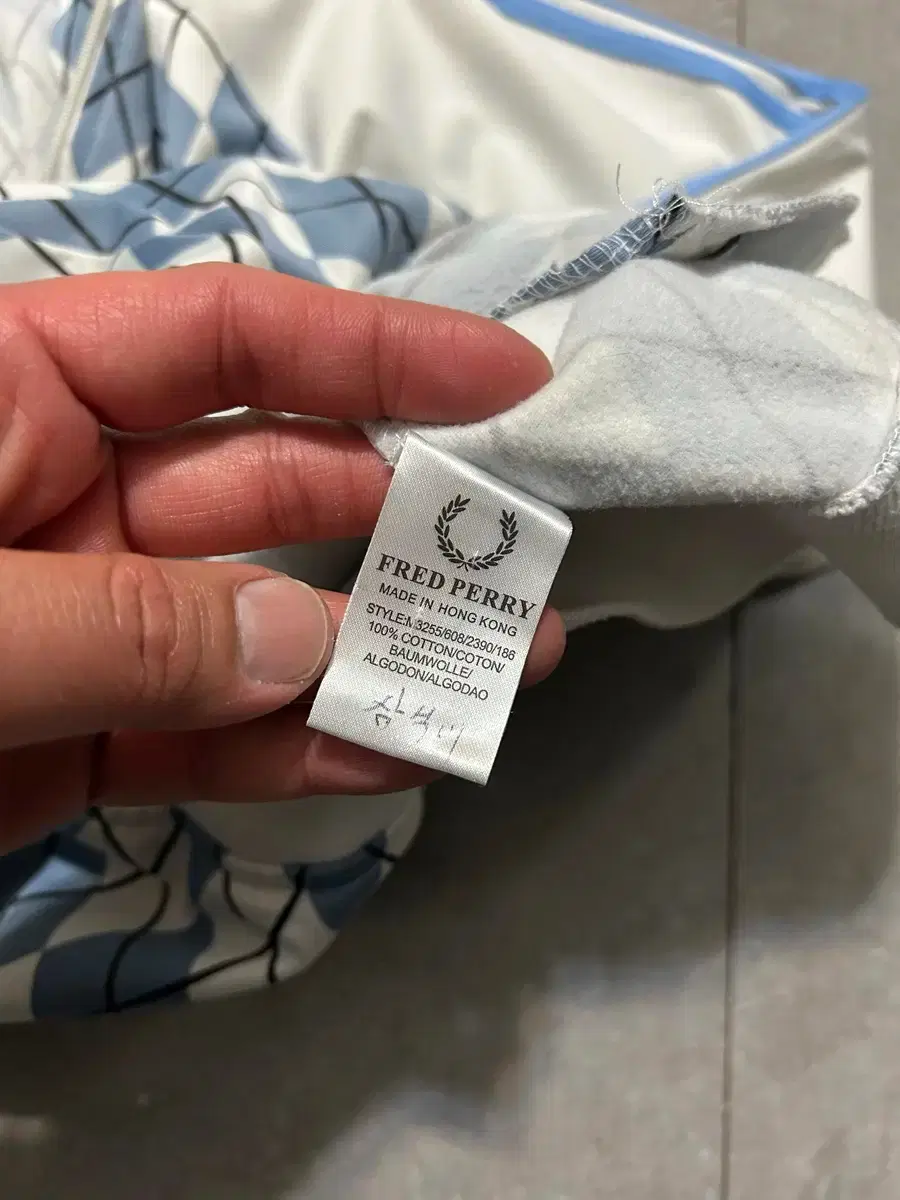 FRED PERRY
MADE IN HONG KONG
STYLE:M3255/608/2390/186
100% COTTON/COTON/
BAUMWOLLE/
ALGODON/ALGODAO